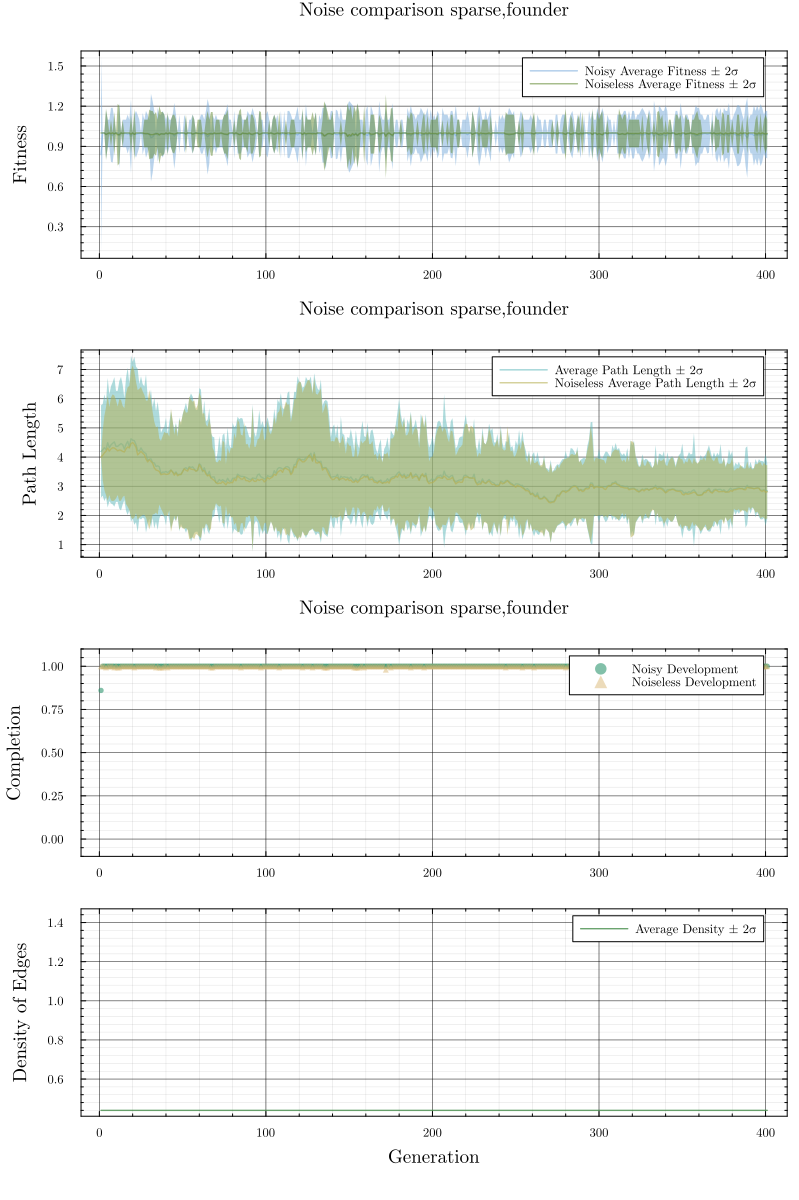 Noise comparison sparse,founder
1.5
1.2
0.9
0.6
0.3
Fitness
Noisy Average Fitness ± 2σ
Noiseless Average Fitness ± 2σ
0 100 200 300 400
Noise comparison sparse,founder
7
6
5
4
3
2
1
Path Length
Average Path Length ± 2σ
Noiseless Average Path Length ± 2σ
0 100 200 300 400
Noise comparison sparse,founder
1.00
0.75
0.50
0.25
0.00
Completion
Noisy Development
Noiseless Development
0 100 200 300 400
1.4
1.2
1.0
0.8
0.6
Density of Edges
Average Density ± 2σ
0 100 200 300 400
Generation